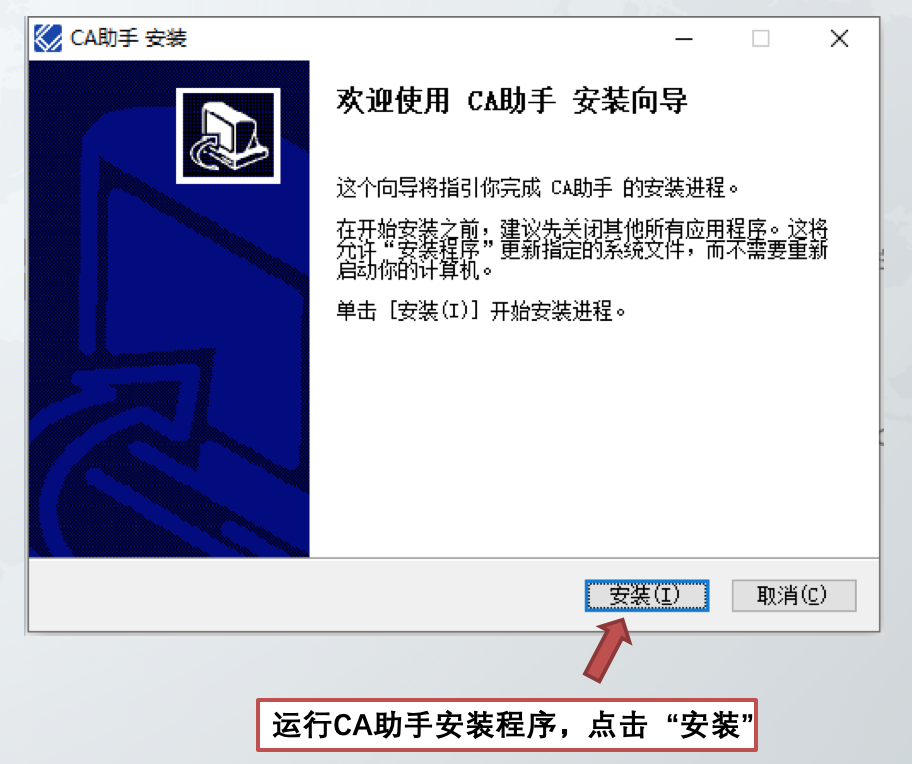 CA助手 安装
欢迎使用 CA助手 安装向导
这个向导将指引你完成 CA助手 的安装进程。
在开始安装之前，建议先关闭其他所有应用程序。这将
允许“安装程序”更新指定的系统文件，而不需要重新
启动你的计算机。
单击 [安装(I)] 开始安装进程。
安装(I)
取消(C)
运行CA助手安装程序，点击“安装”